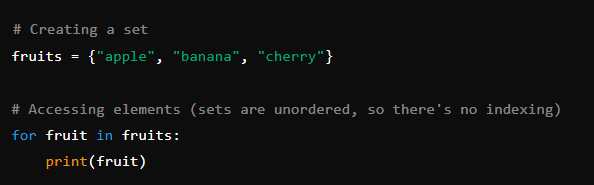 # Creating a set
fruits = {"apple", "banana", "cherry"}
# Accessing elements (sets are unordered, so there's no indexing)
for fruit in fruits:
    print(fruit)